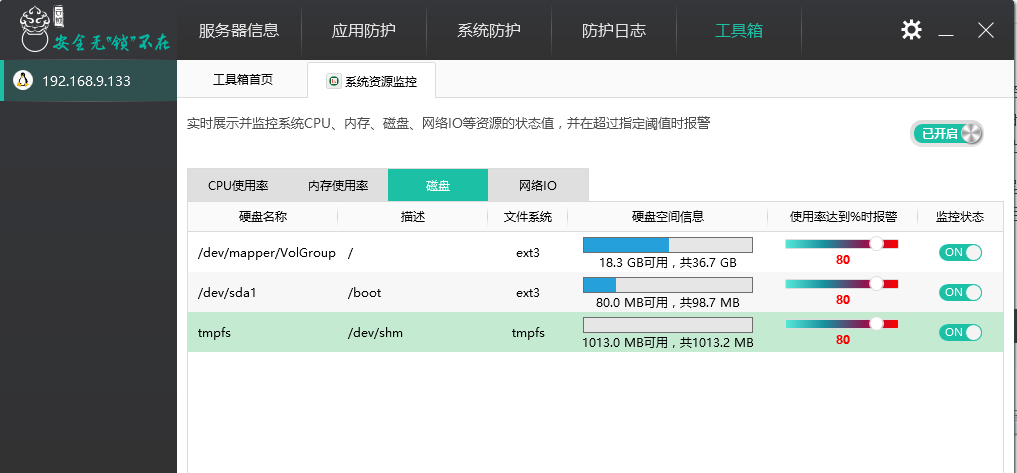 安全无"锁"不在
服务器信息 应用防护 系统防护 防护日志 工具箱
192.168.9.133
工具箱首页 系统资源监控
实时展示并监控系统CPU、内存、磁盘、网络IO等资源的状态值，并在超过指定阈值时报警
已开启
CPU使用率 内存使用率 磁盘 网络IO
硬盘名称 描述 文件系统 硬盘空间信息 使用率达到%时报警 监控状态
/dev/mapper/VolGroup / ext3 18.3 GB可用，共36.7 GB 80 ON
/dev/sda1 /boot ext3 80.0 MB可用，共98.7 MB 80 ON
tmpfs /dev/shm tmpfs 1013.0 MB可用，共1013.2 MB 80 ON